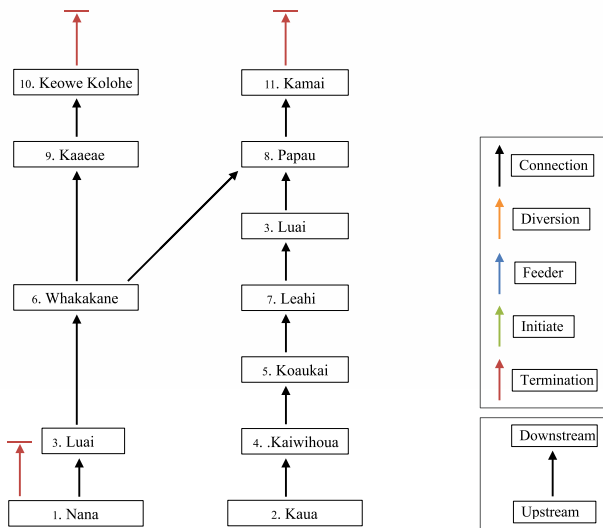 10. Keowe Kolohe
11. Kamai
9. Kaaeae
8. Papau
Connection
3. Luai
Diversion
Feeder
6. Whakakane
7. Leahi
Initiate
5. Koaukai
Termination
3. Luai
4. .Kaiwihoua
Downstream
1. Nana
2. Kaua
Upstream